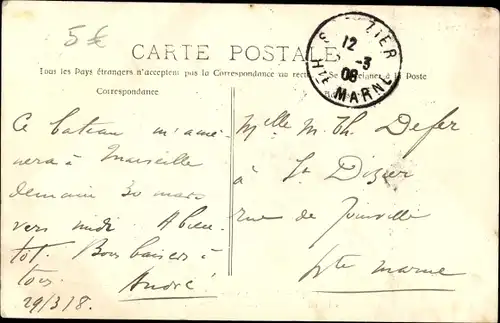 5€
CARTE POSTALE
Tous les Pays étrangers n'acceptent pas la Correspondance au recto. Se à la Poste
Correspondance
12
-3
08
MARNE
Ce bateau m'amè
nera à Marseille
demain 30 mars
vers midi. A bien
tôt. Bons baisers à
tous. André
29/3/8.
Mlle M. Th. Defer
à St Dizier
rue de Joinville
Hte Marne